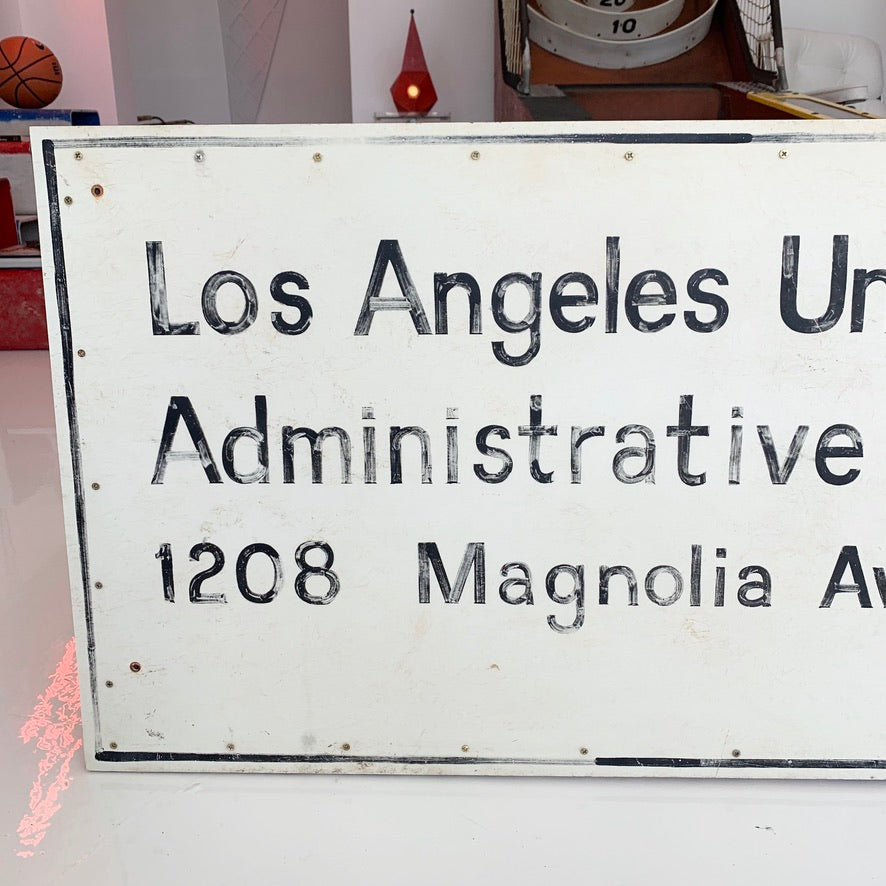 20
10
Los Angeles Un
Administrative
1208 Magnolia Av